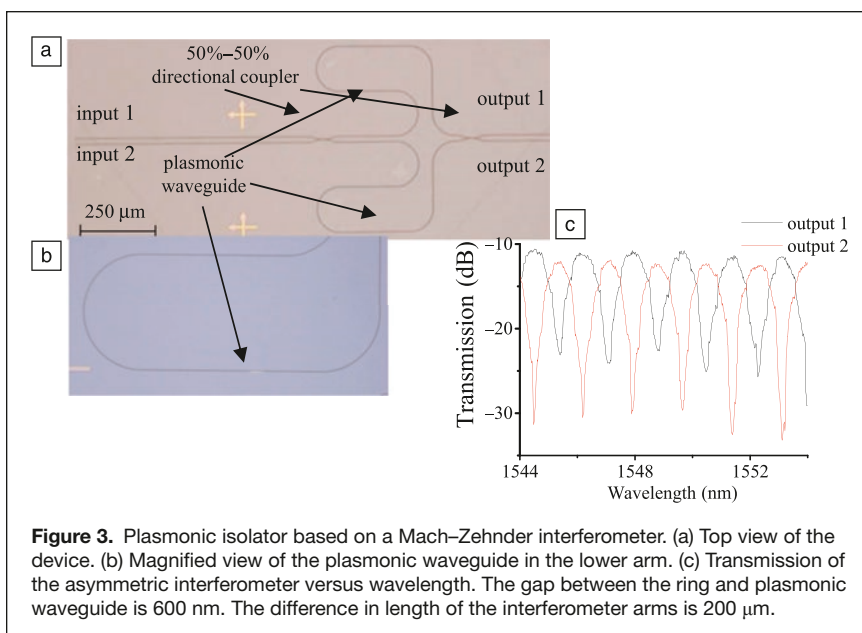 a
50%–50%
directional coupler
output 1
input 1
input 2
output 2
plasmonic
waveguide
250 μm
b
c
output 1
output 2
Transmission (dB)
−10
−20
−30
1544
1548
1552
Wavelength (nm)
Figure 3. Plasmonic isolator based on a Mach–Zehnder interferometer. (a) Top view of the
device. (b) Magnified view of the plasmonic waveguide in the lower arm. (c) Transmission of
the asymmetric interferometer versus wavelength. The gap between the ring and plasmonic
waveguide is 600 nm. The difference in length of the interferometer arms is 200 μm.